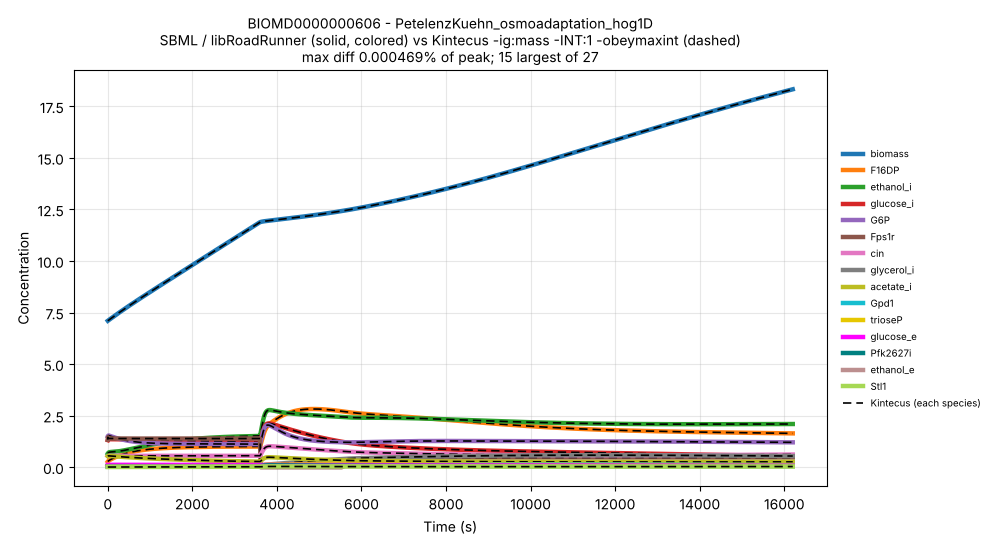 BIOMD0000000606 - PetelenzKuehn_osmoadaptation_hog1D
SBML / libRoadRunner (solid, colored) vs Kintecus -ig:mass -INT:1 -obeymaxint (dashed)
max diff 0.000469% of peak; 15 largest of 27
Concentration
17.5
15.0
12.5
10.0
7.5
5.0
2.5
0.0
0
2000
4000
6000
8000
10000
12000
14000
16000
Time (s)
biomass
F16DP
ethanol_i
glucose_i
G6P
Fps1r
cin
glycerol_i
acetate_i
Gpd1
trioseP
glucose_e
Pfk2627i
ethanol_e
Stl1
Kintecus (each species)